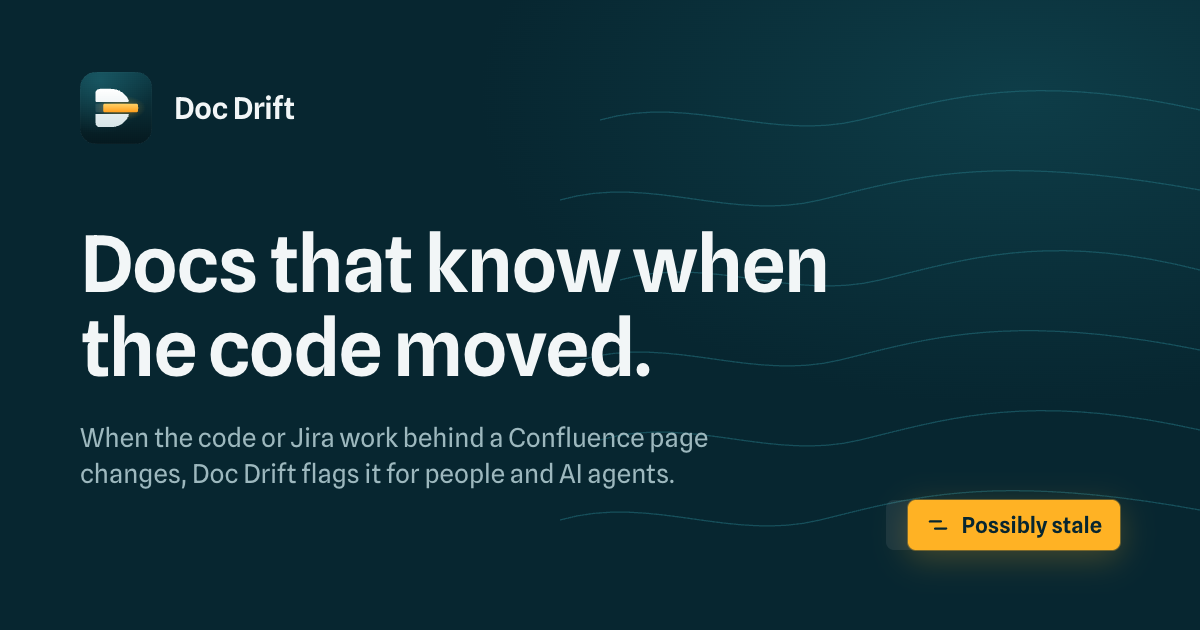 Doc Drift
Docs that know when
the code moved.
When the code or Jira work behind a Confluence page
changes, Doc Drift flags it for people and AI agents.
Possibly stale